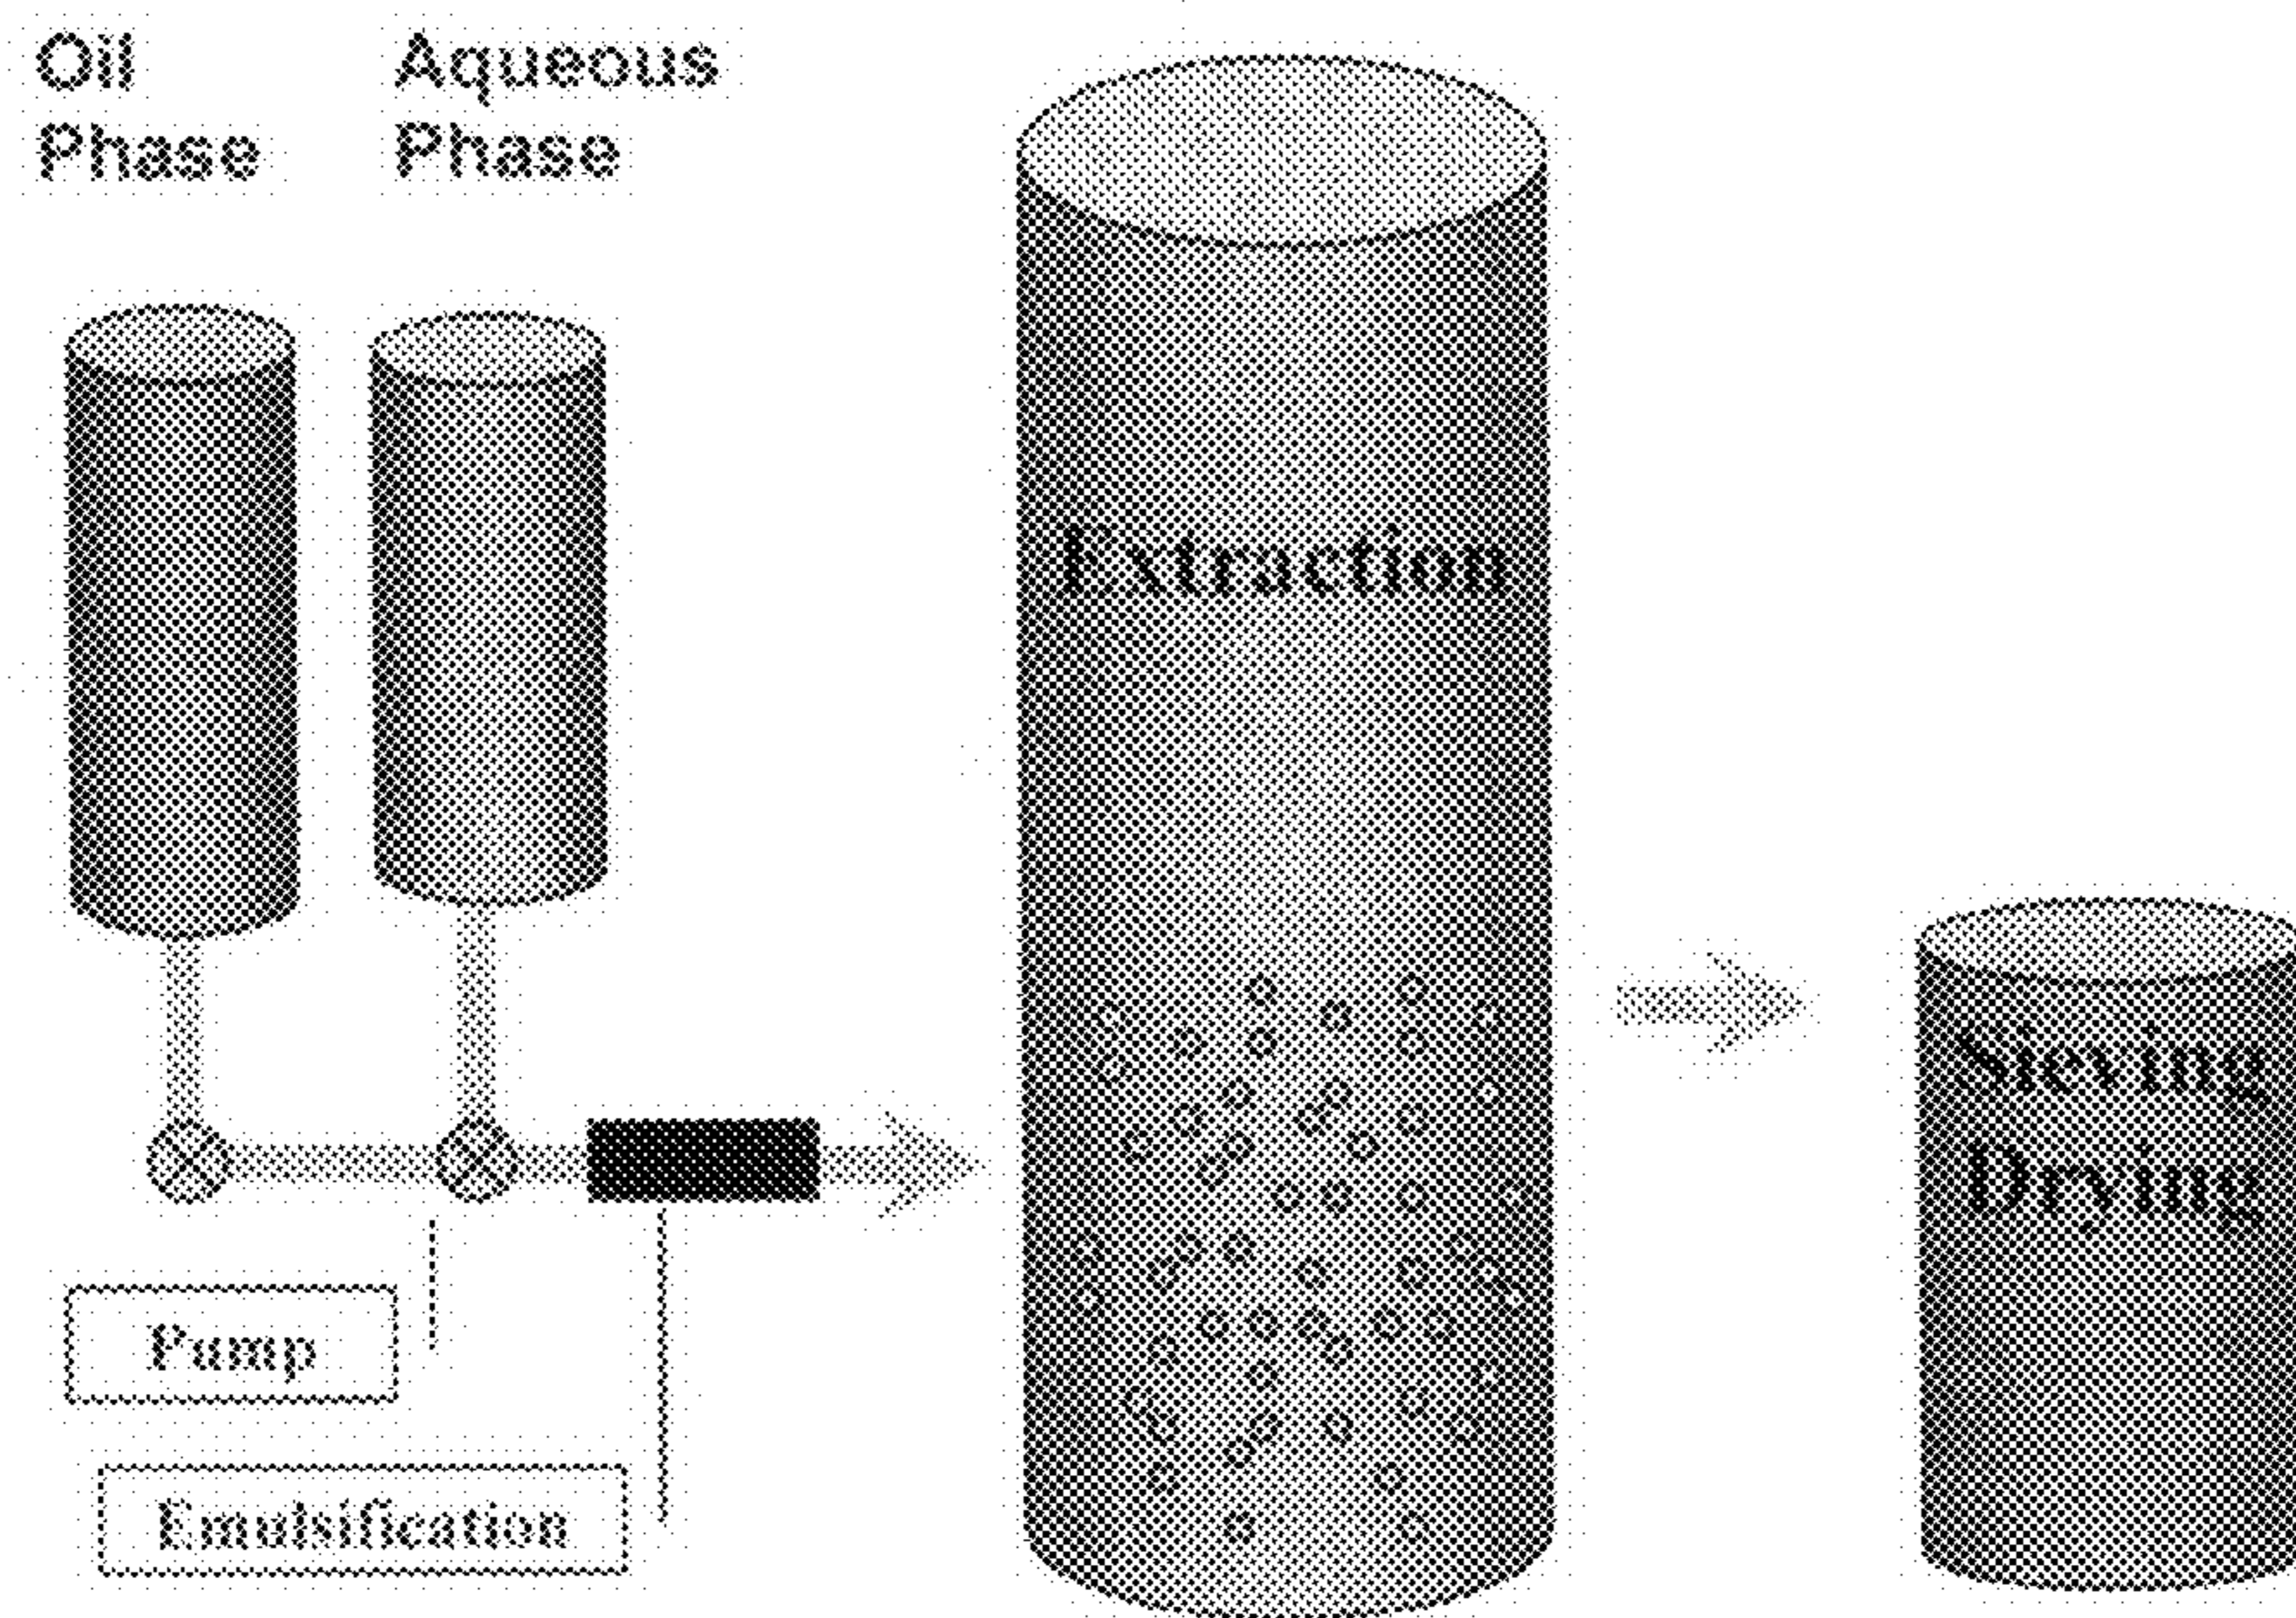 Oil
Phase
Aqueous
Phase
Extraction
Sieving
Drying
Pump
Emulsification